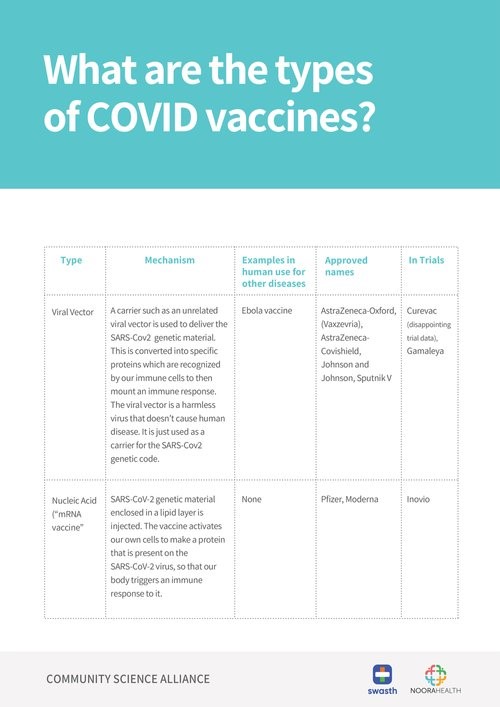 What are the types
of COVID vaccines?
Type
Mechanism
Examples in
human use for
other diseases
Approved
names
In Trials
Viral Vector
A carrier such as an unrelated
viral vector is used to deliver the
SARS-Cov2 genetic material.
This is converted into specific
proteins which are recognized
by our immune cells to then
mount an immune response.
The viral vector is a harmless
virus that doesn't cause human
disease. It is just used as a
carrier for the SARS-Cov2
genetic code.
Ebola vaccine
AstraZeneca-Oxford,
(Vaxzevria),
AstraZeneca-
Covishield,
Johnson and
Johnson, Sputnik V
Curevac
(disappointing
trial data),
Gamaleya
Nucleic Acid
("mRNA
vaccine"
SARS-CoV-2 genetic material
enclosed in a lipid layer is
injected. The vaccine activates
our own cells to make a protein
that is present on the
SARS-CoV-2 virus, so that our
body triggers an immune
response to it.
None
Pfizer, Moderna
Inovio
COMMUNITY SCIENCE ALLIANCE
swasth
NOORAHEALTH